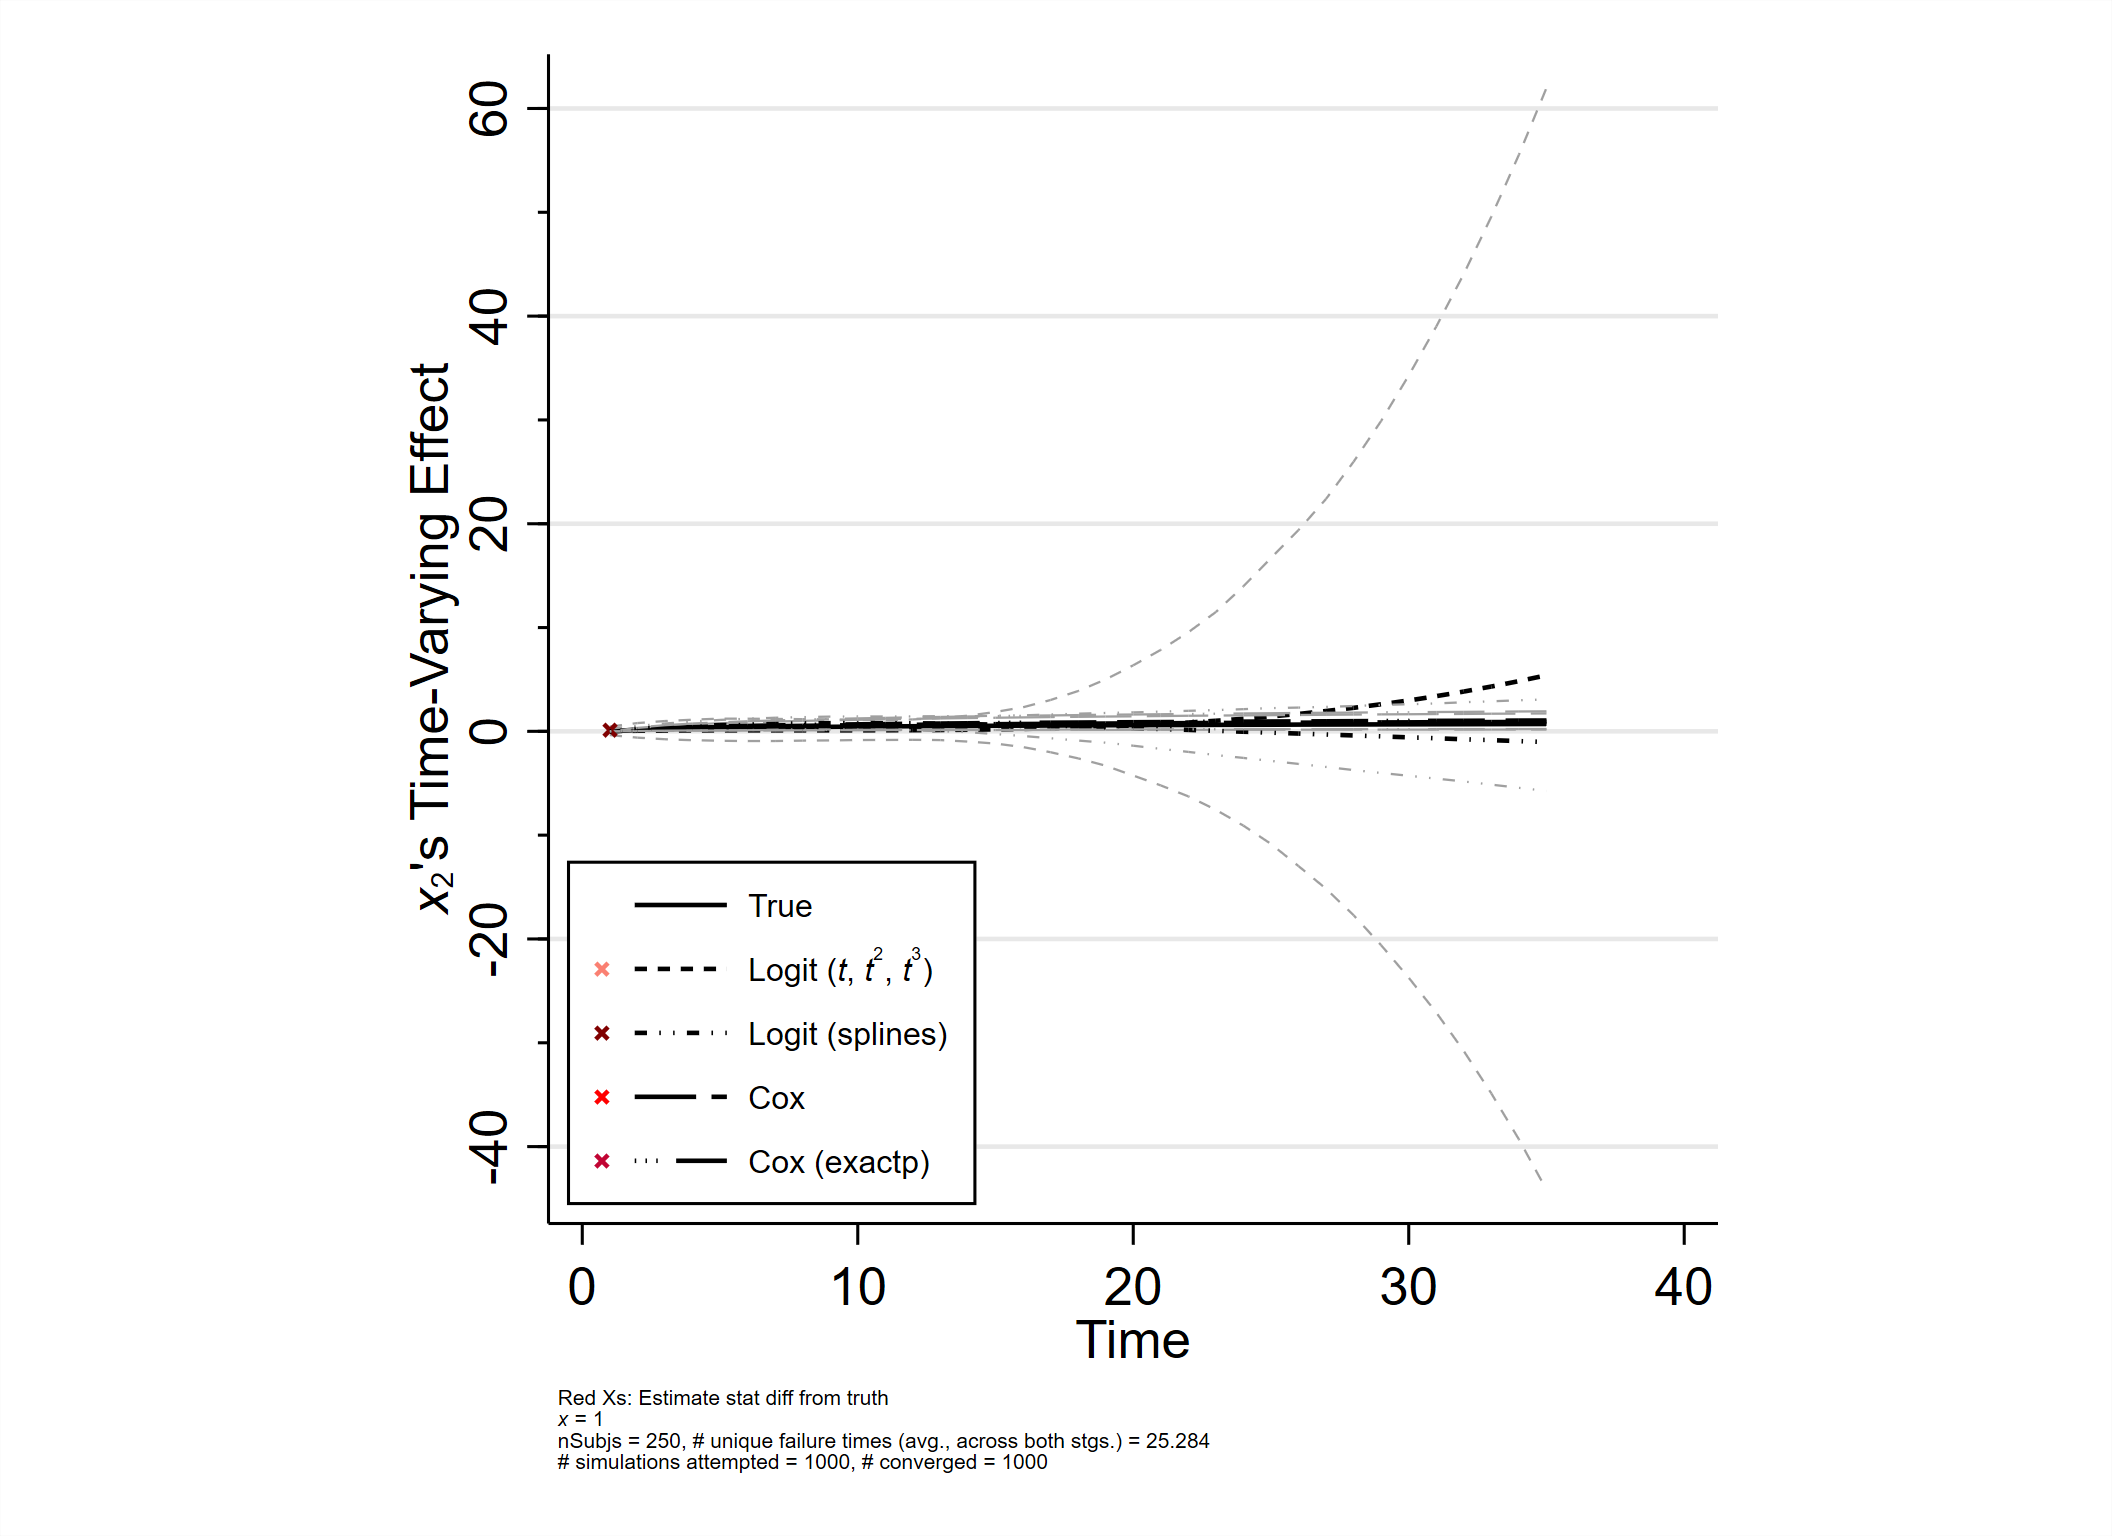 60
40
20
0
-20
-40
x₂'s Time-Varying Effect
True
Logit (t, t², t³)
Logit (splines)
Cox
Cox (exactp)
0 10 20 30 40
Time
Red Xs: Estimate stat diff from truth
x = 1
nSubjs = 250, # unique failure times (avg., across both stgs.) = 25.284
# simulations attempted = 1000, # converged = 1000